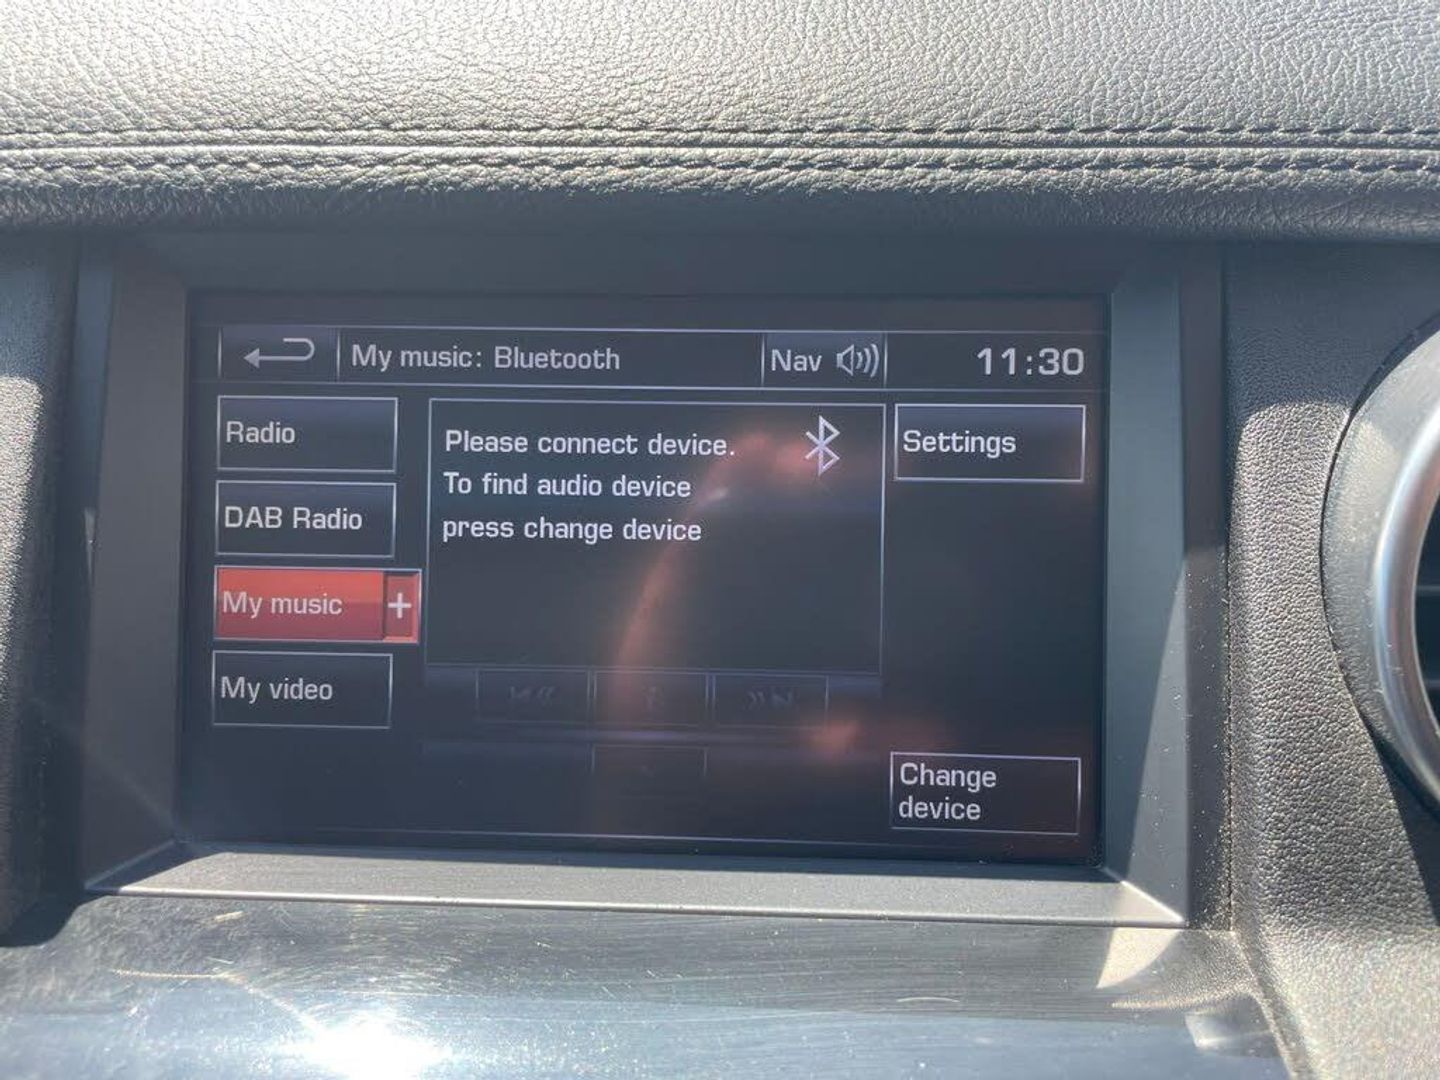 My music: Bluetooth
Nav
11:30
Radio
DAB Radio
My music +
My video
Please connect device.
To find audio device
press change device
Settings
Change
device